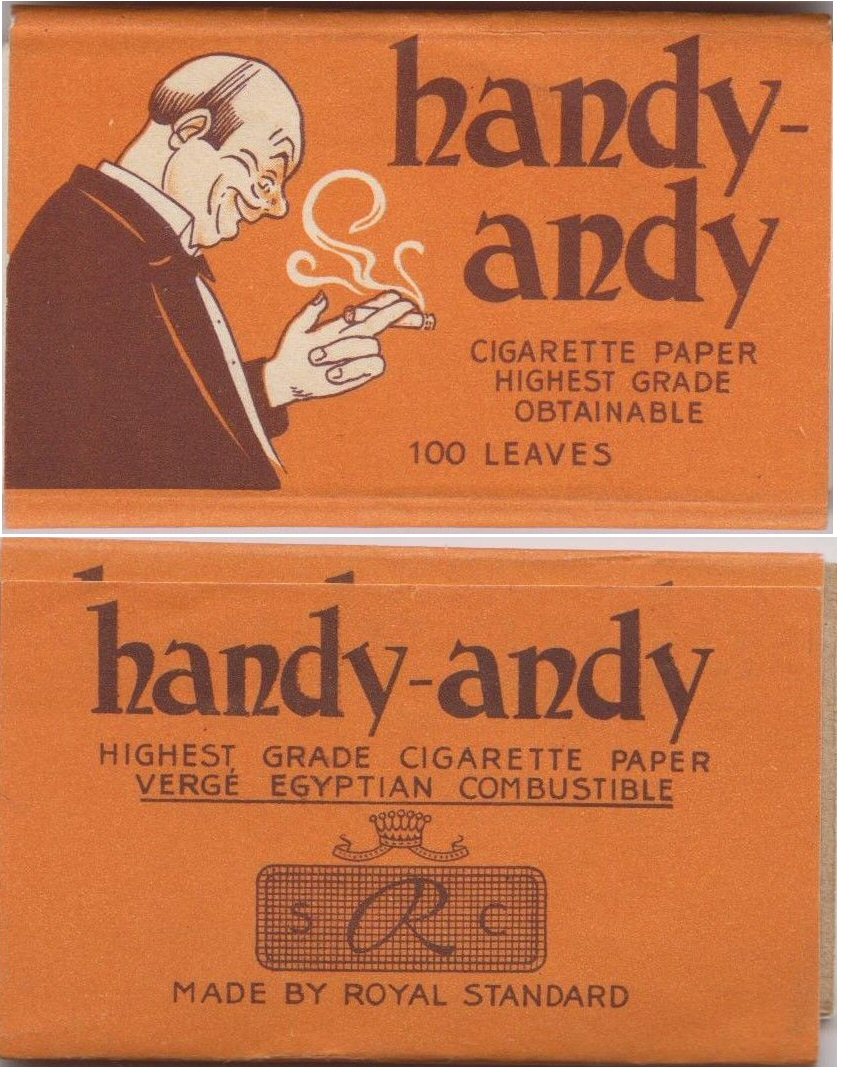 handy-
andy
CIGARETTE PAPER
HIGHEST GRADE
OBTAINABLE
100 LEAVES
handy-andy
HIGHEST GRADE CIGARETTE PAPER
VERGÉ EGYPTIAN COMBUSTIBLE
S R C
MADE BY ROYAL STANDARD